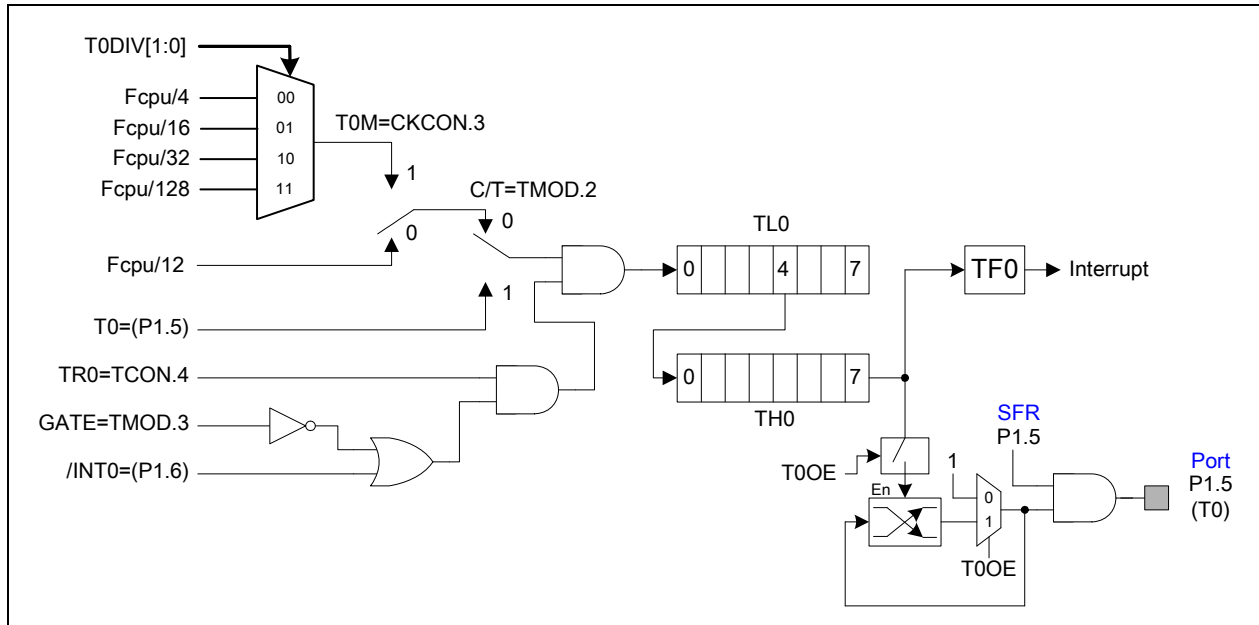 T0DIV[1:0]
Fcpu/4
00
Fcpu/16
01
T0M=CKCON.3
Fcpu/32
10
Fcpu/128
11
1
C/T=TMOD.2
0
0
Fcpu/12
1
T0=(P1.5)
TL0
0 4 7
TF0
Interrupt
TR0=TCON.4
0 7
TH0
GATE=TMOD.3
/INT0=(P1.6)
SFR
P1.5
T0OE
1
En
0
1
T0OE
Port
P1.5
(T0)